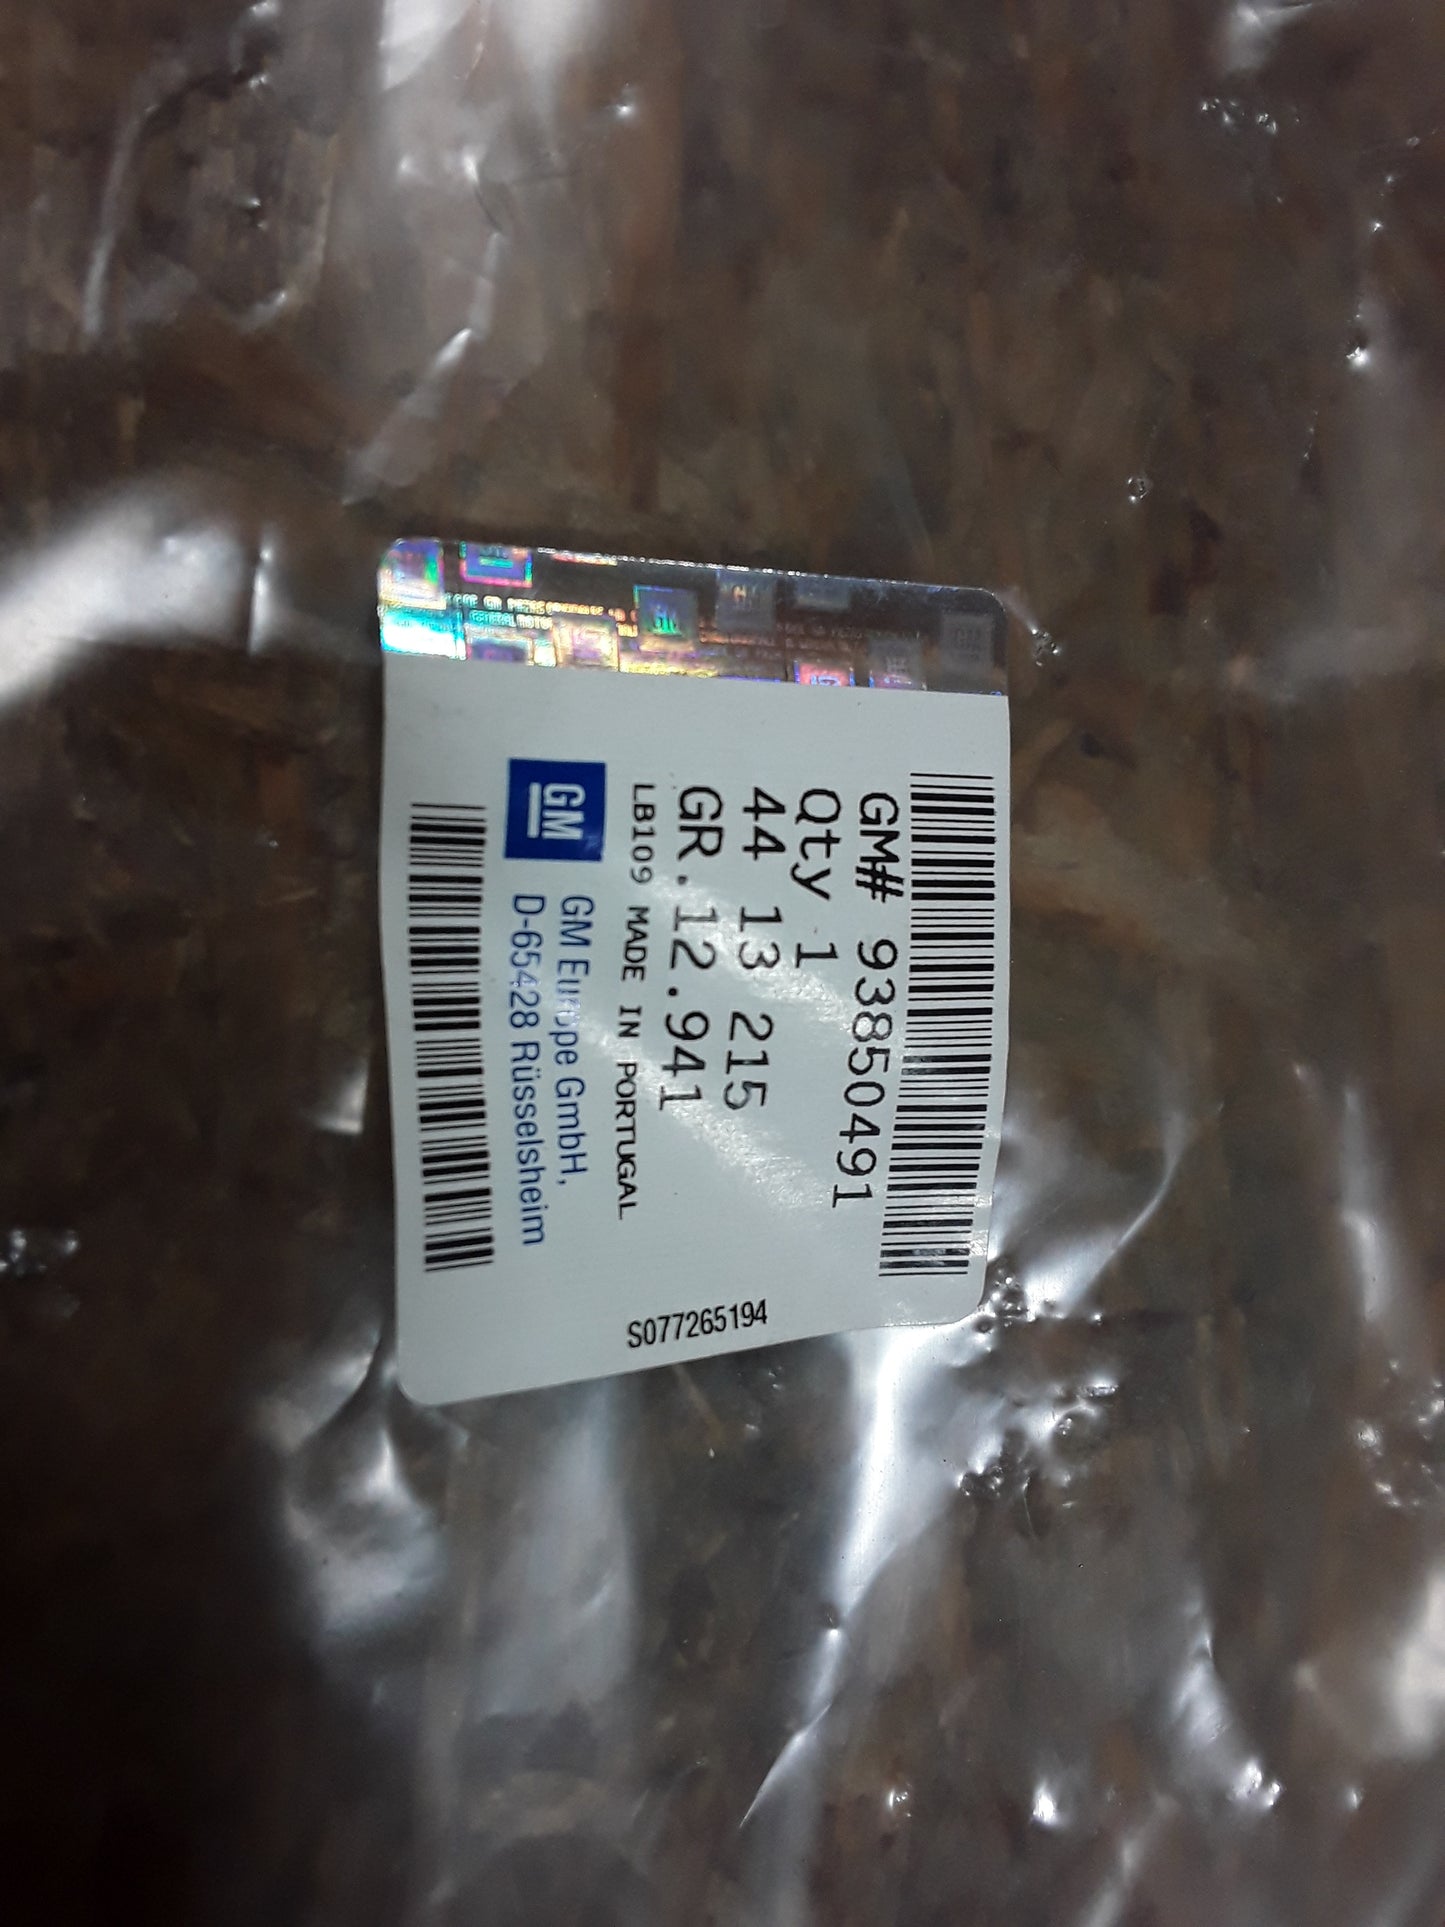 GM# 93850491
Qty 1
44 13 215
GR.12.941
LB109 MADE IN PORTUGAL
GM
GM Europe GmbH,
D-65428 Rüsselsheim
S077265194